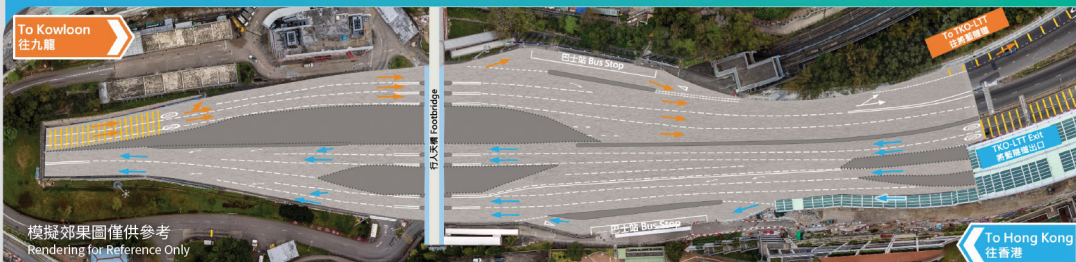 To Kowloon
往九龍
巴士站 Bus Stop
To TKO-LTT
往將藍隧道
行人天橋 Footbridge
TKO-LTT Exit
將藍隧道出口
巴士站 Bus Stop
模擬效果圖僅供參考
Rendering for Reference Only
To Hong Kong
往香港